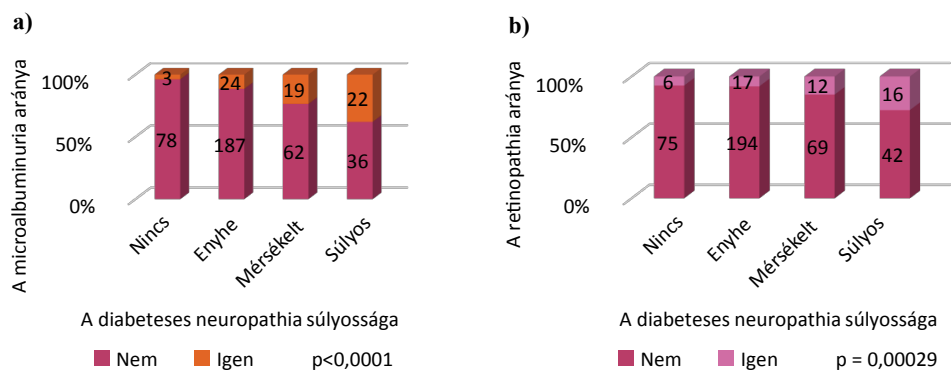 a)
A microalbuminuria aránya
100%
50%
0%
3
24
19
22
78
187
62
36
Nincs
Enyhe
Mérsékelt
Súlyos
A diabeteses neuropathia súlyossága
Nem
Igen
p<0,0001
b)
A retinopathia aránya
100%
50%
0%
6
17
12
16
75
194
69
42
Nincs
Enyhe
Mérsékelt
Súlyos
A diabeteses neuropathia súlyossága
Nem
Igen
p = 0,00029